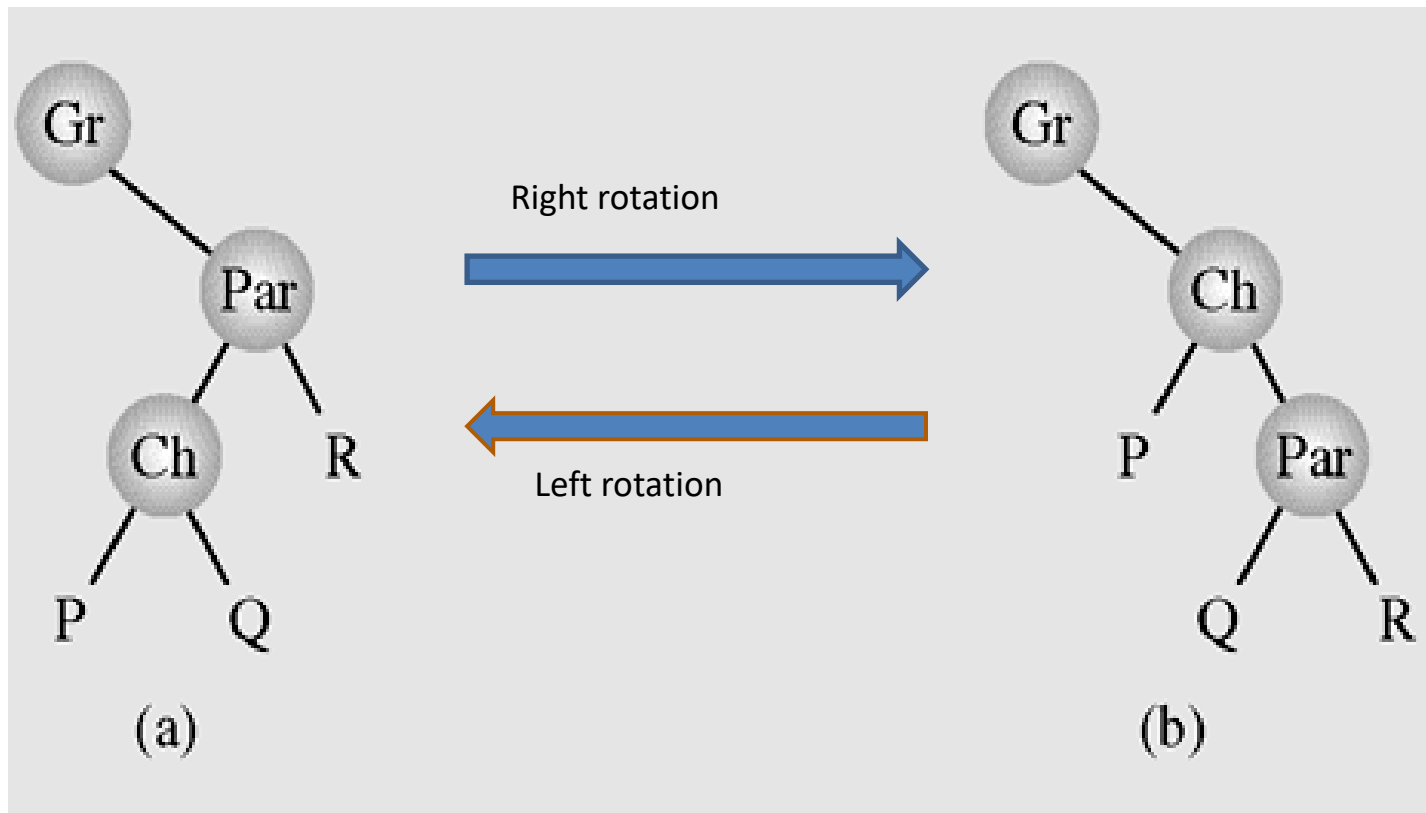 Gr
Gr
Right rotation
Par
Ch
Ch
R
P
Par
Left rotation
P
Q
Q
R
(a)
(b)